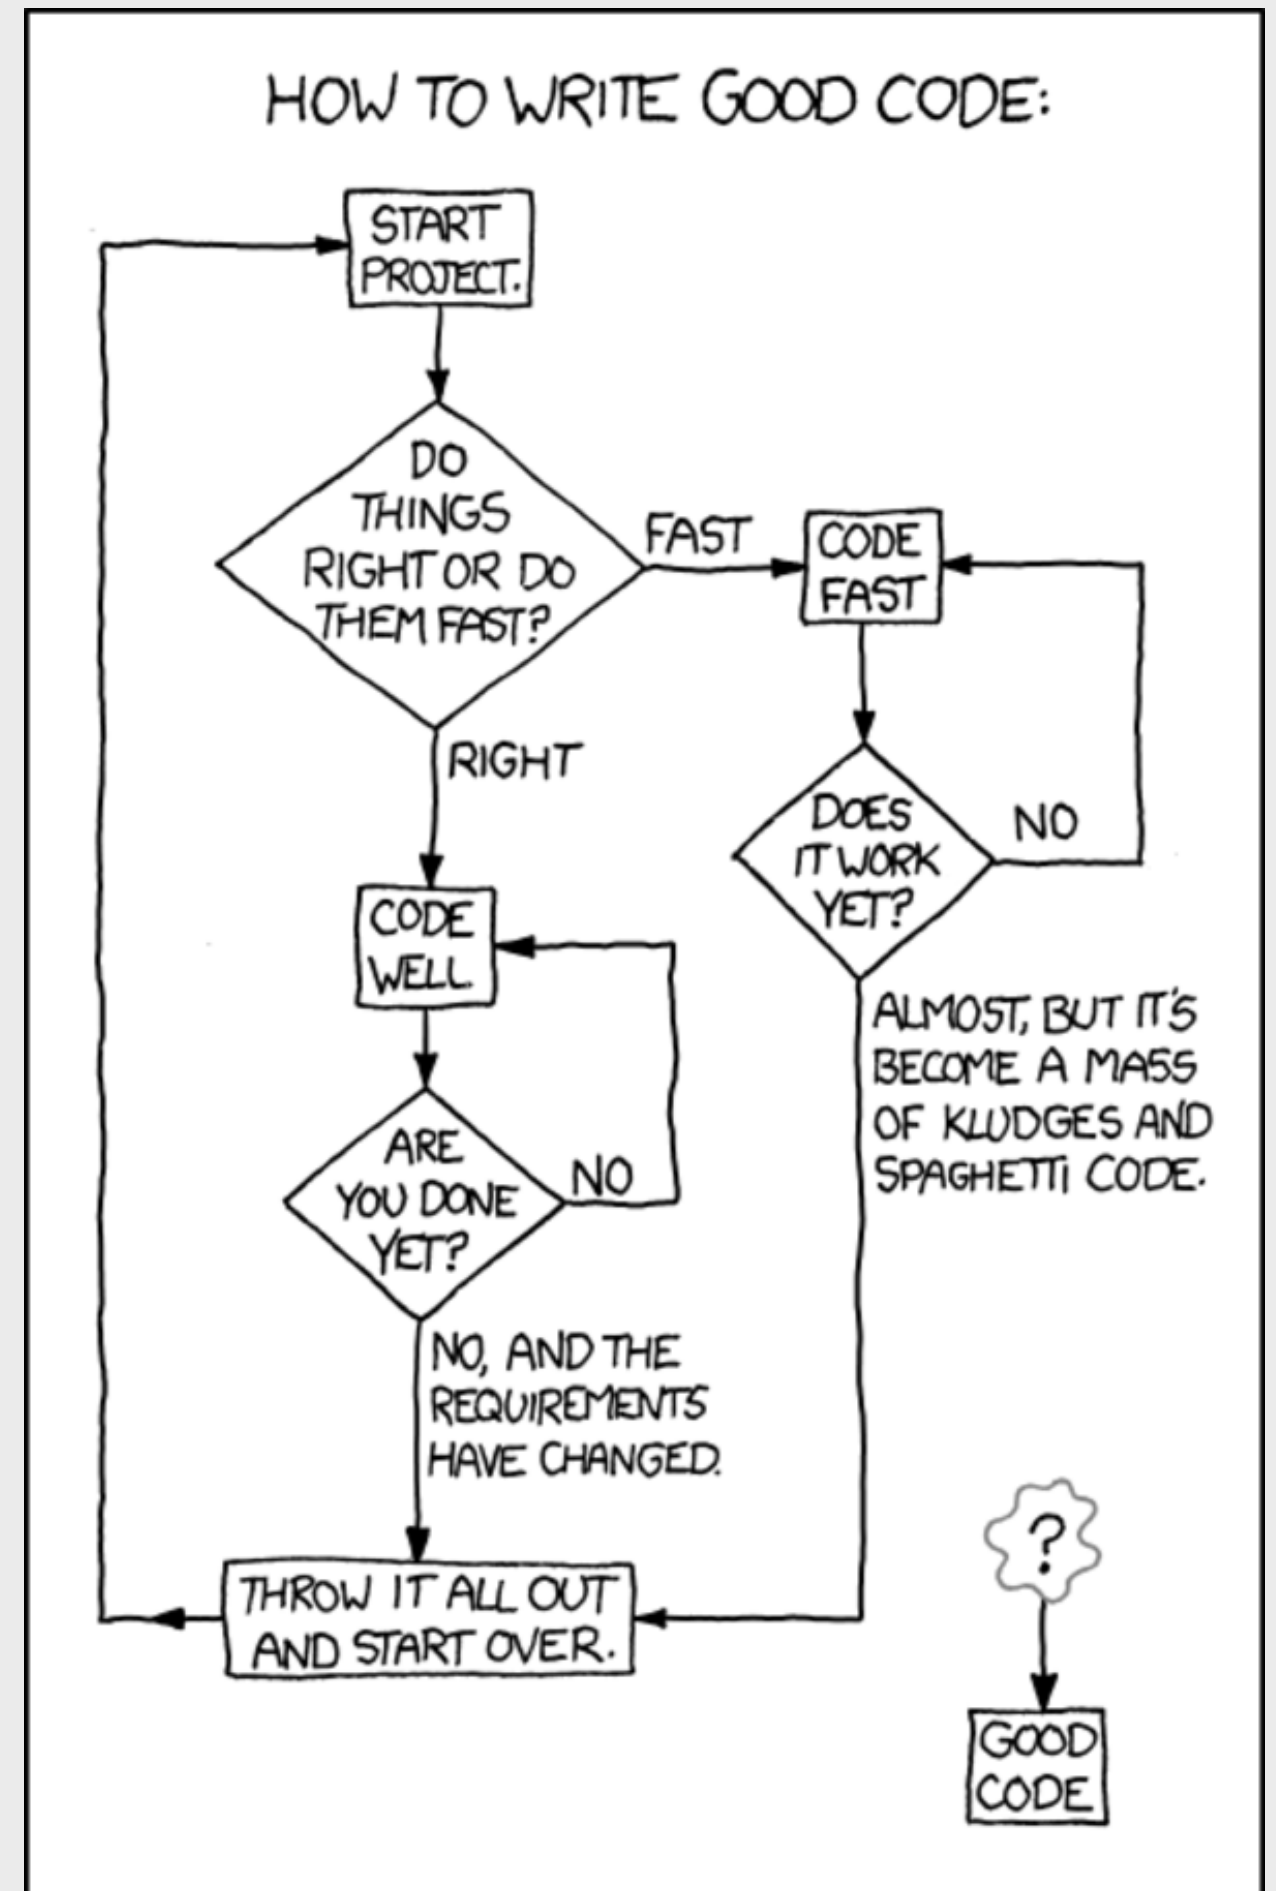 HOW TO WRITE GOOD CODE:
START
PROJECT.
DO
THINGS
RIGHT OR DO
THEM FAST?
FAST
CODE
FAST
RIGHT
DOES
IT WORK
YET?
NO
CODE
WELL.
ALMOST, BUT IT'S
BECOME A MASS
OF KLUDGES AND
SPAGHETTI CODE.
ARE
YOU DONE
YET?
NO
NO, AND THE
REQUIREMENTS
HAVE CHANGED.
THROW IT ALL OUT
AND START OVER.
?
GOOD
CODE